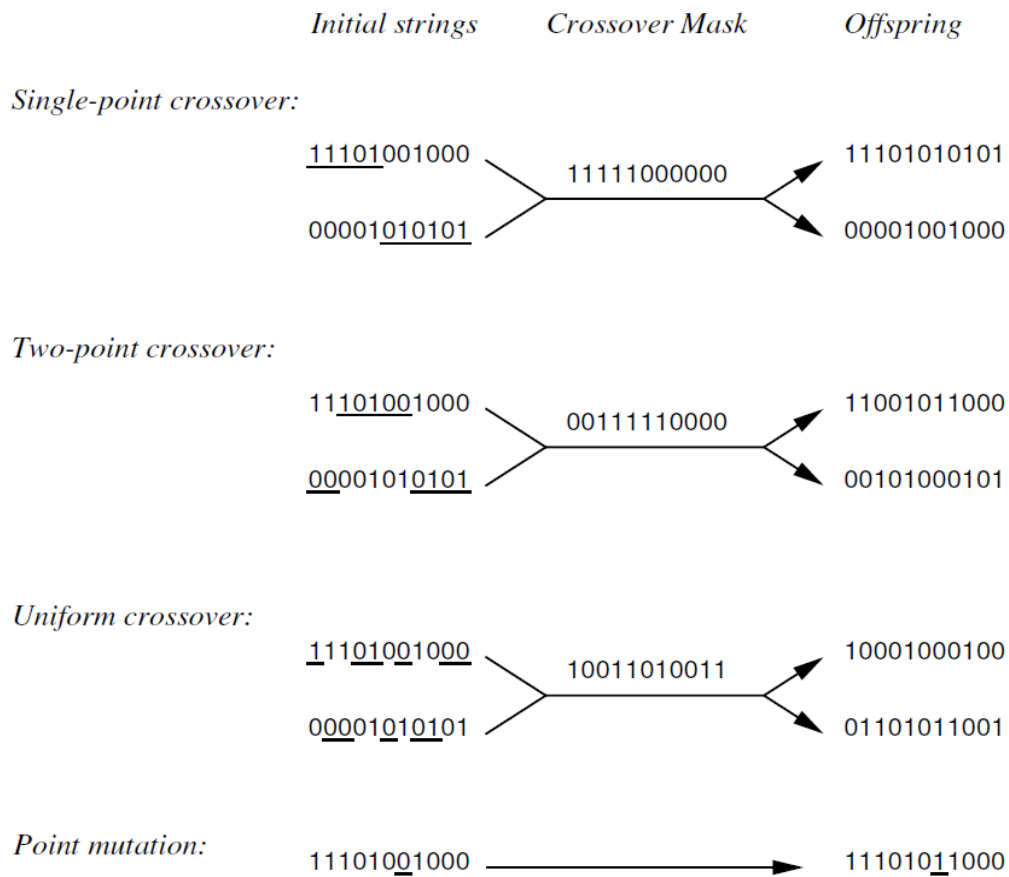 Initial strings Crossover Mask Offspring
Single-point crossover:
11101001000 11111000000 11101010101
00001010101 00001001000
Two-point crossover:
11101001000 00111110000 11001011000
00001010101 00101000101
Uniform crossover:
11101001000 10011010011 10001000100
00001010101 01101011001
Point mutation:
11101001000 11101011000